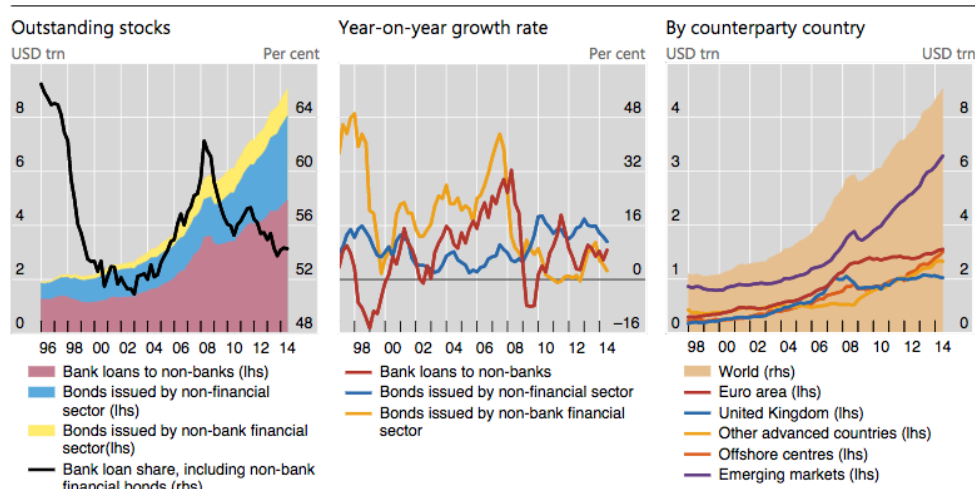 Outstanding stocks
USD trn Per cent
8 64
6 60
4 56
2 52
0 48
96 98 00 02 04 06 08 10 12 14
Bank loans to non-banks (lhs)
Bonds issued by non-financial
sector (lhs)
Bonds issued by non-bank financial
sector(lhs)
Bank loan share, including non-bank
financial bonds (rhs)
Year-on-year growth rate
Per cent
48
32
16
0
–16
96 98 00 02 04 06 08 10 12 14
Bank loans to non-banks
Bonds issued by non-financial sector
Bonds issued by non-bank financial
sector
By counterparty country
USD trn USD trn
4 8
3 6
2 4
1 2
0 0
98 00 02 04 06 08 10 12 14
World (rhs)
Euro area (lhs)
United Kingdom (lhs)
Other advanced countries (lhs)
Offshore centres (lhs)
Emerging markets (lhs)